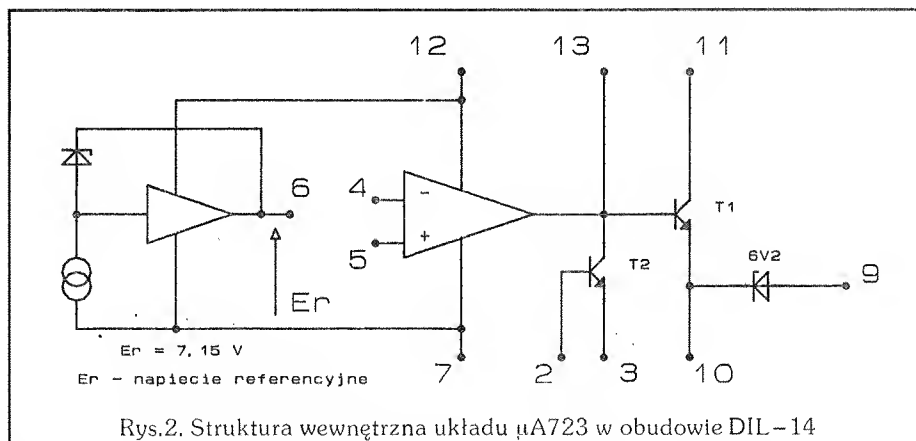 12
13
11
6
4
-
T1
5
+
T2
6V2
9
Er
Er = 7,15 V
7
2
3
10
Er - napiecie referencyjne
Rys.2. Struktura wewnętrzna układu µA723 w obudowie DIL-14